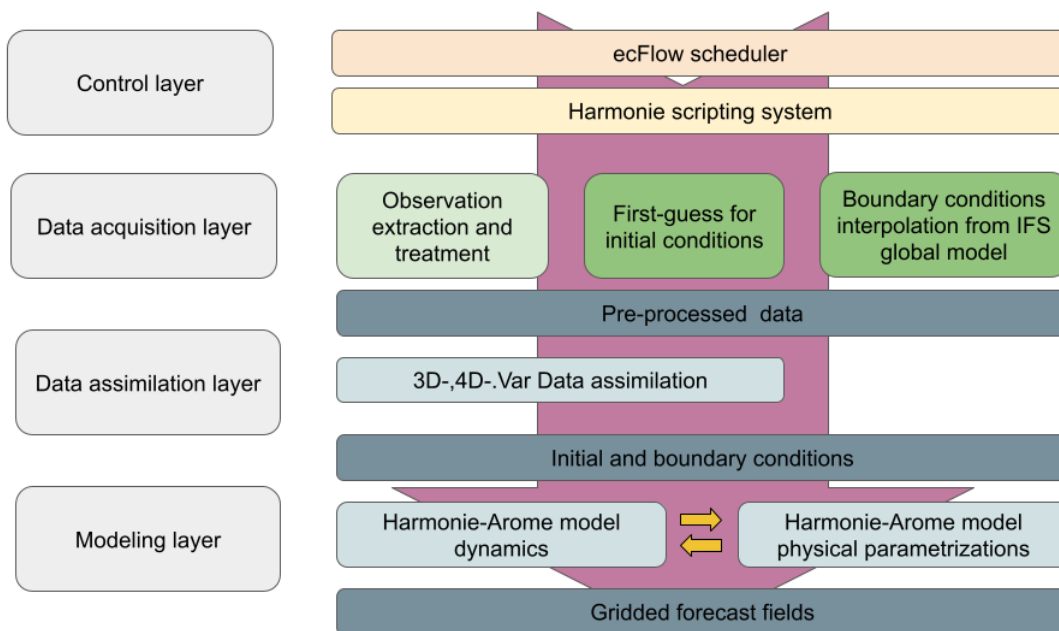 Control layer
ecFlow scheduler
Harmonie scripting system
Data acquisition layer
Observation
extraction and
treatment
First-guess for
initial conditions
Boundary conditions
interpolation from IFS
global model
Pre-processed  data
Data assimilation layer
3D-,4D-.Var Data assimilation
Initial and boundary conditions
Modeling layer
Harmonie-Arome model
dynamics
Harmonie-Arome model
physical parametrizations
Gridded forecast fields